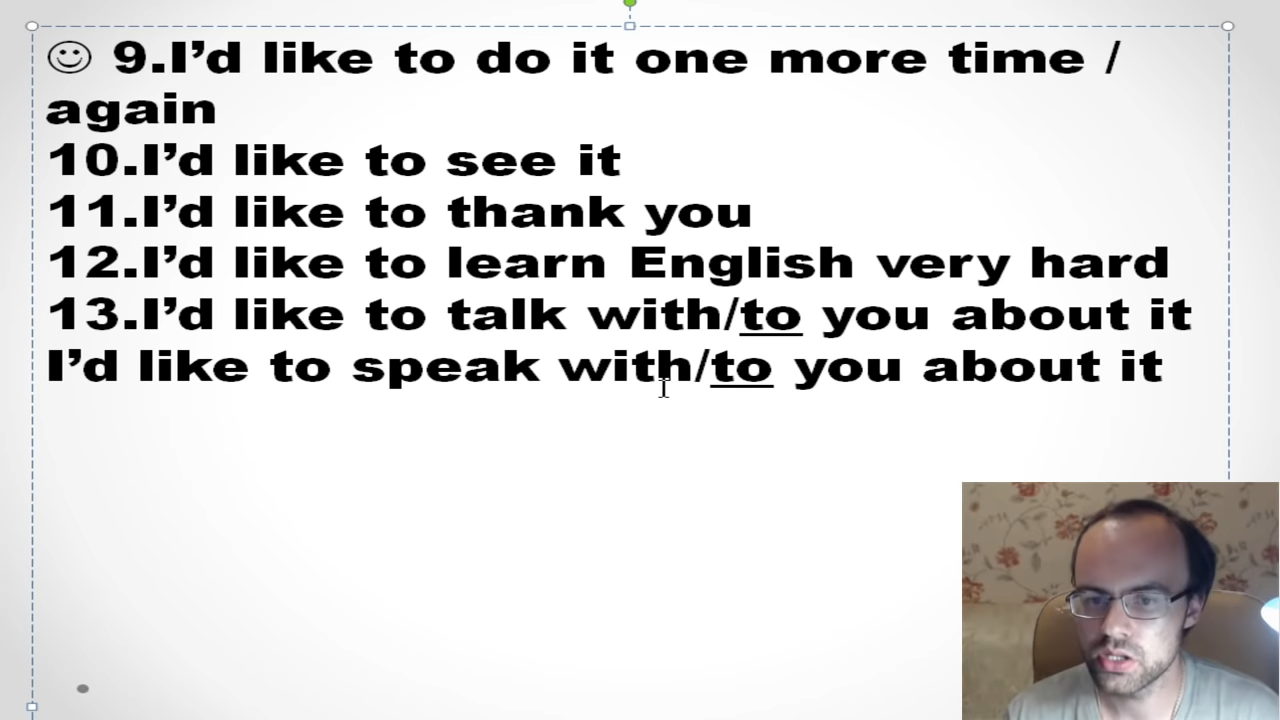 ☺ 9.I’d like to do it one more time /
again
10.I’d like to see it
11.I’d like to thank you
12.I’d like to learn English very hard
13.I’d like to talk with/to you about it
I’d like to speak with/to you about it